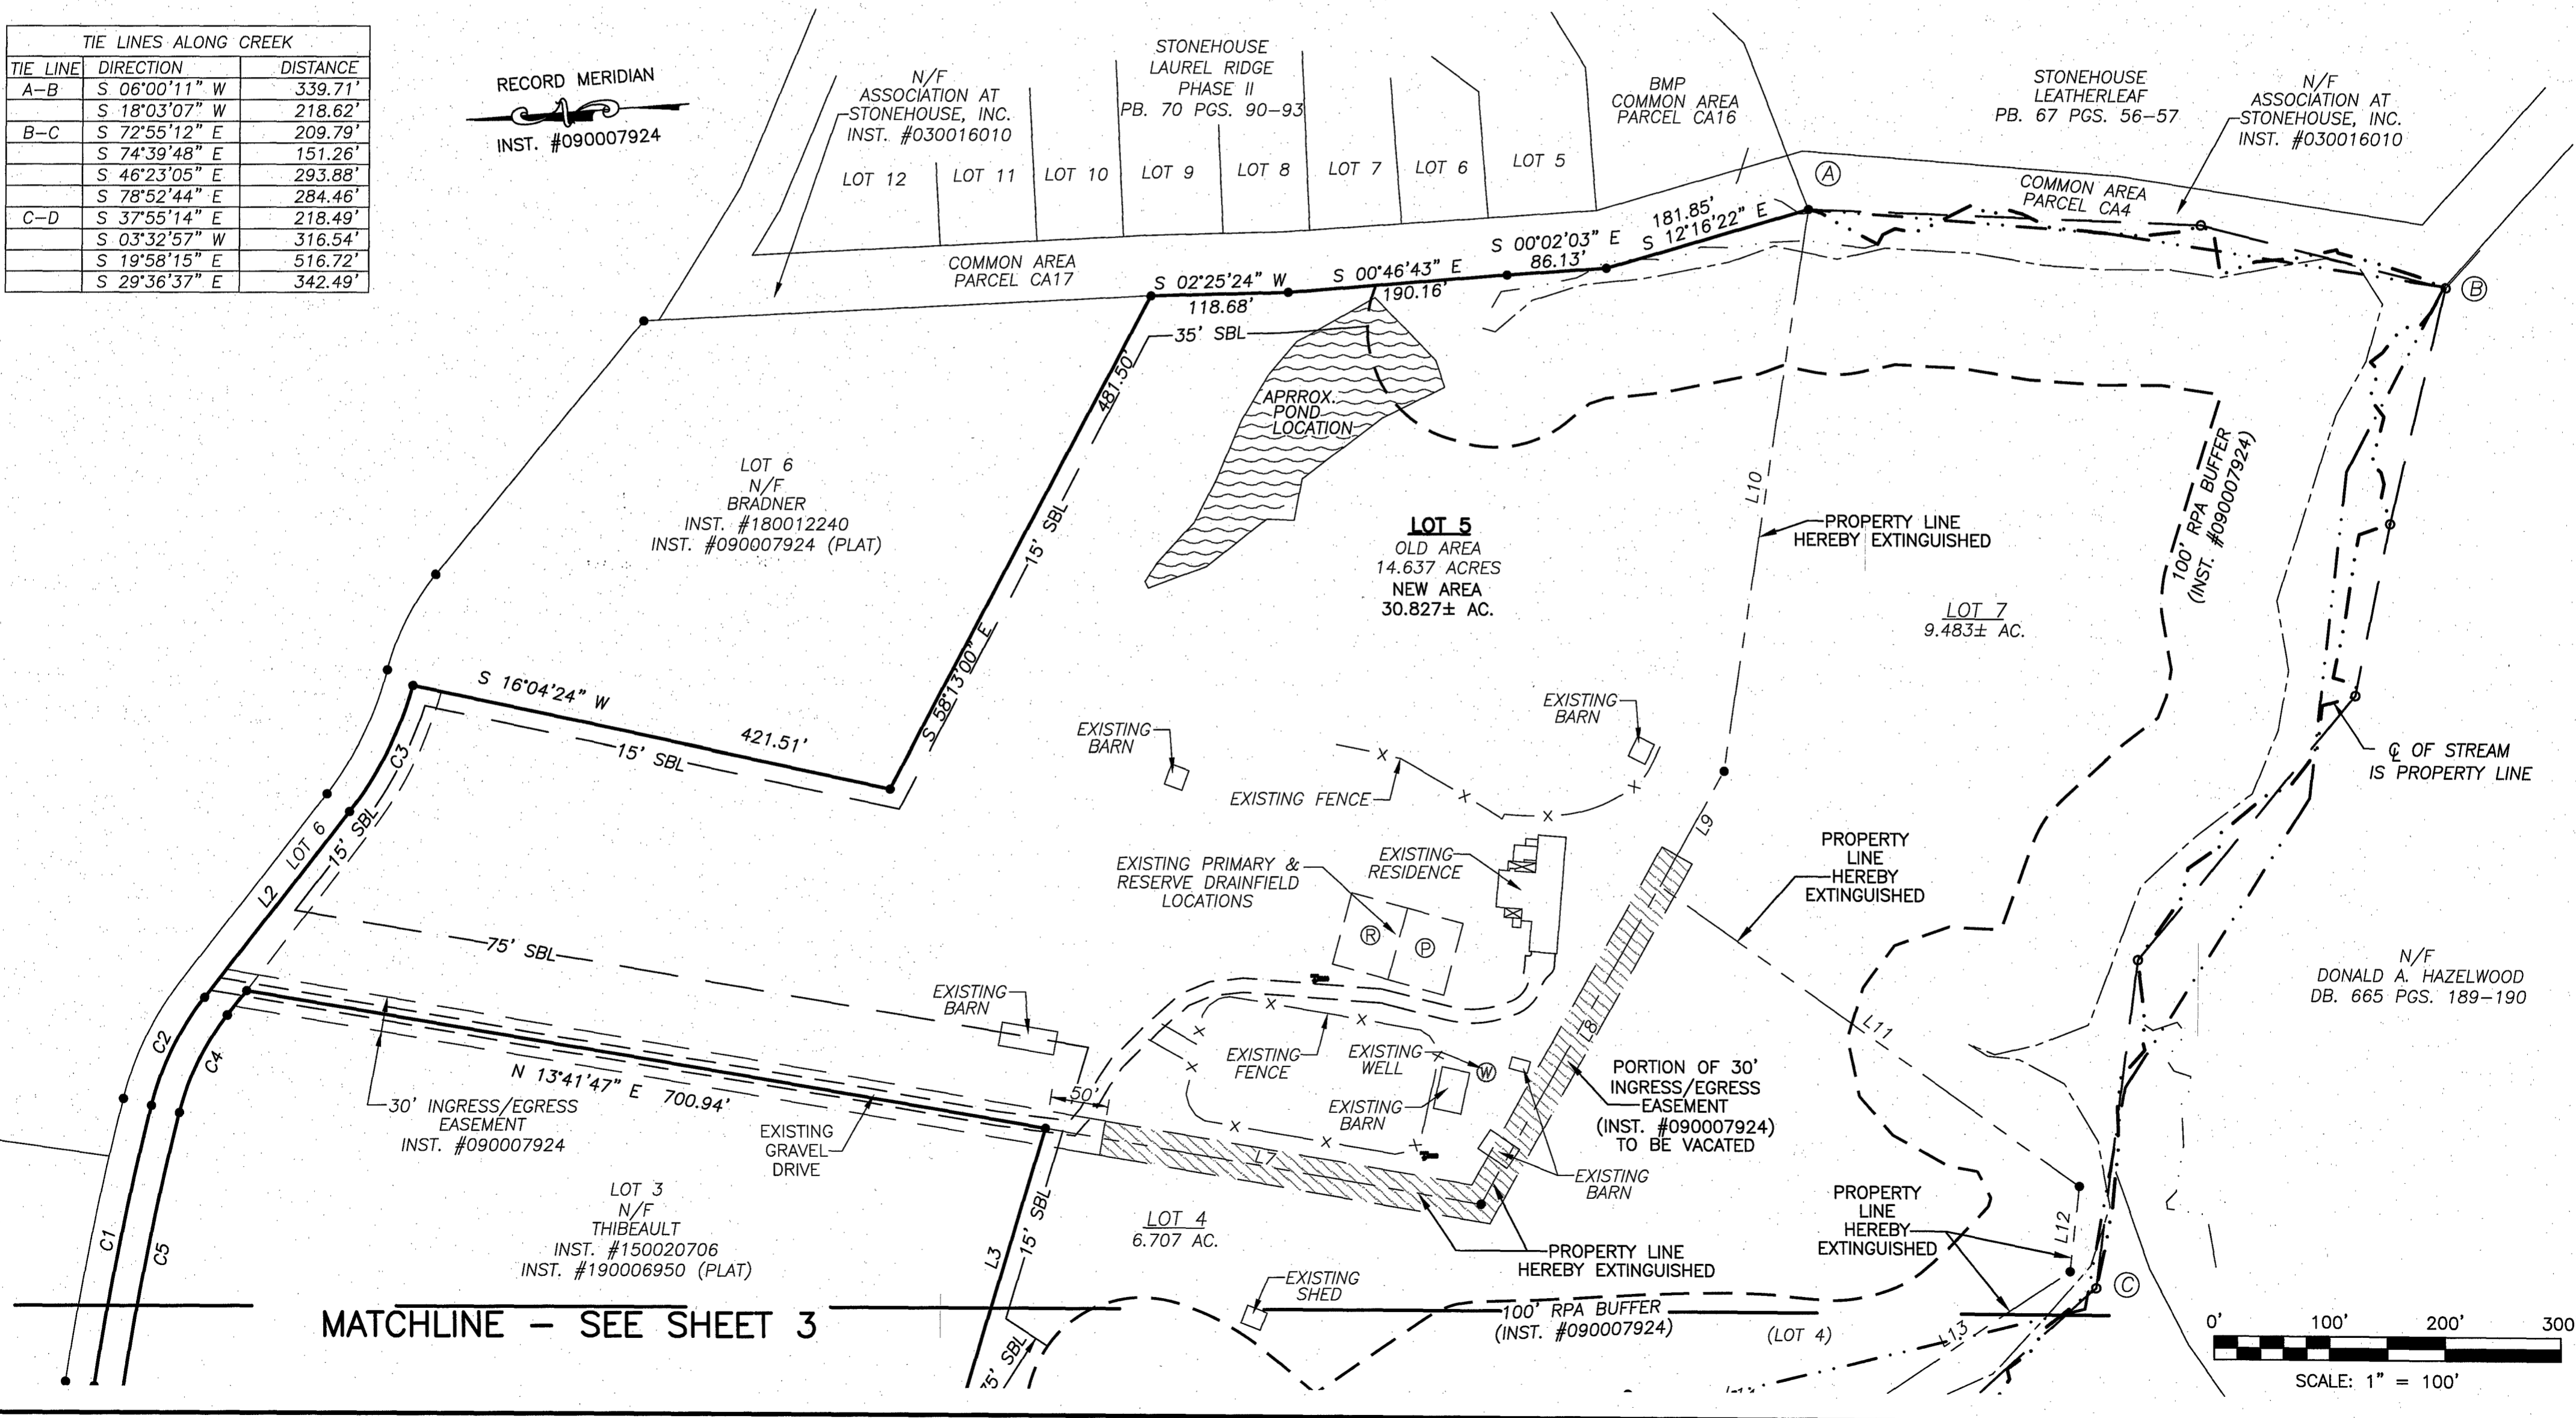 TIE LINES ALONG CREEK
TIE LINE DIRECTION DISTANCE
A-B S 06°00'11" W 339.71'
S 18°03'07" W 218.62'
B-C S 72°55'12" E 209.79'
S 74°39'48" E 151.26'
S 46°23'05" E 293.88'
S 78°52'44" E 284.46'
C-D S 37°55'14" E 218.49'
S 03°32'57" W 316.54'
S 19°58'15" E 516.72'
S 29°36'37" E 342.49'
RECORD MERIDIAN
INST. #090007924
N/F
ASSOCIATION AT
STONEHOUSE, INC.
INST. #030016010
STONEHOUSE
LAUREL RIDGE
PHASE II
PB. 70 PGS. 90-93
LOT 12
LOT 11
LOT 10
LOT 9
LOT 8
LOT 7
LOT 6
LOT 5
BMP
COMMON AREA
PARCEL CA16
STONEHOUSE
LEATHERLEAF
PB. 67 PGS. 56-57
N/F
ASSOCIATION AT
STONEHOUSE, INC.
INST. #030016010
COMMON AREA
PARCEL CA4
A
B
COMMON AREA
PARCEL CA17
S 02°25'24" W
118.68'
S 00°46'43" E
190.16'
S 00°02'03" E
86.13'
181.85'
S 12°16'22" E
35' SBL
481.50'
S 58°13'00" E
15' SBL
APRROX.
POND
LOCATION
LOT 6
N/F
BRADNER
INST. #180012240
INST. #090007924 (PLAT)
LOT 5
OLD AREA
14.637 ACRES
NEW AREA
30.827± AC.
L10
PROPERTY LINE
HEREBY EXTINGUISHED
100' RPA BUFFER
(INST. #090007924)
LOT 7
9.483± AC.
S 16°04'24" W
421.51'
15' SBL
C3
15' SBL
LOT 6
L2
75' SBL
EXISTING
BARN
EXISTING
BARN
EXISTING FENCE
℄ OF STREAM
IS PROPERTY LINE
L9
EXISTING PRIMARY &
RESERVE DRAINFIELD
LOCATIONS
EXISTING
RESIDENCE
R
P
PROPERTY
LINE
HEREBY
EXTINGUISHED
N/F
DONALD A. HAZELWOOD
DB. 665 PGS. 189-190
C2
C4
EXISTING
BARN
N 13°41'47" E 700.94'
30' INGRESS/EGRESS
EASEMENT
INST. #090007924
EXISTING
GRAVEL
DRIVE
50'
EXISTING
FENCE
EXISTING
WELL
W
EXISTING
BARN
L8
L11
PORTION OF 30'
INGRESS/EGRESS
EASEMENT
(INST. #090007924)
TO BE VACATED
L7
EXISTING
BARN
C1
C5
LOT 3
N/F
THIBEAULT
INST. #150020706
INST. #190006950 (PLAT)
L3
15' SBL
LOT 4
6.707 AC.
PROPERTY LINE
HEREBY EXTINGUISHED
PROPERTY
LINE
HEREBY
EXTINGUISHED
L12
C
EXISTING
SHED
MATCHLINE - SEE SHEET 3
75' SBL
100' RPA BUFFER
(INST. #090007924)
(LOT 4)
L13
0' 100' 200' 300'
SCALE: 1" = 100'